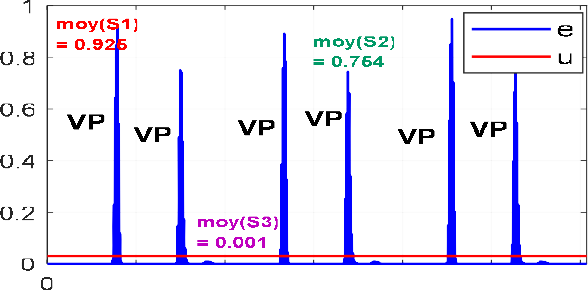 1
moy(S1)
= 0.925
moy(S2)
= 0.754
e
u
0.8
0.6
VP
VP
VP
VP
VP
VP
0.4
0.2
moy(S3)
= 0.001
0
0